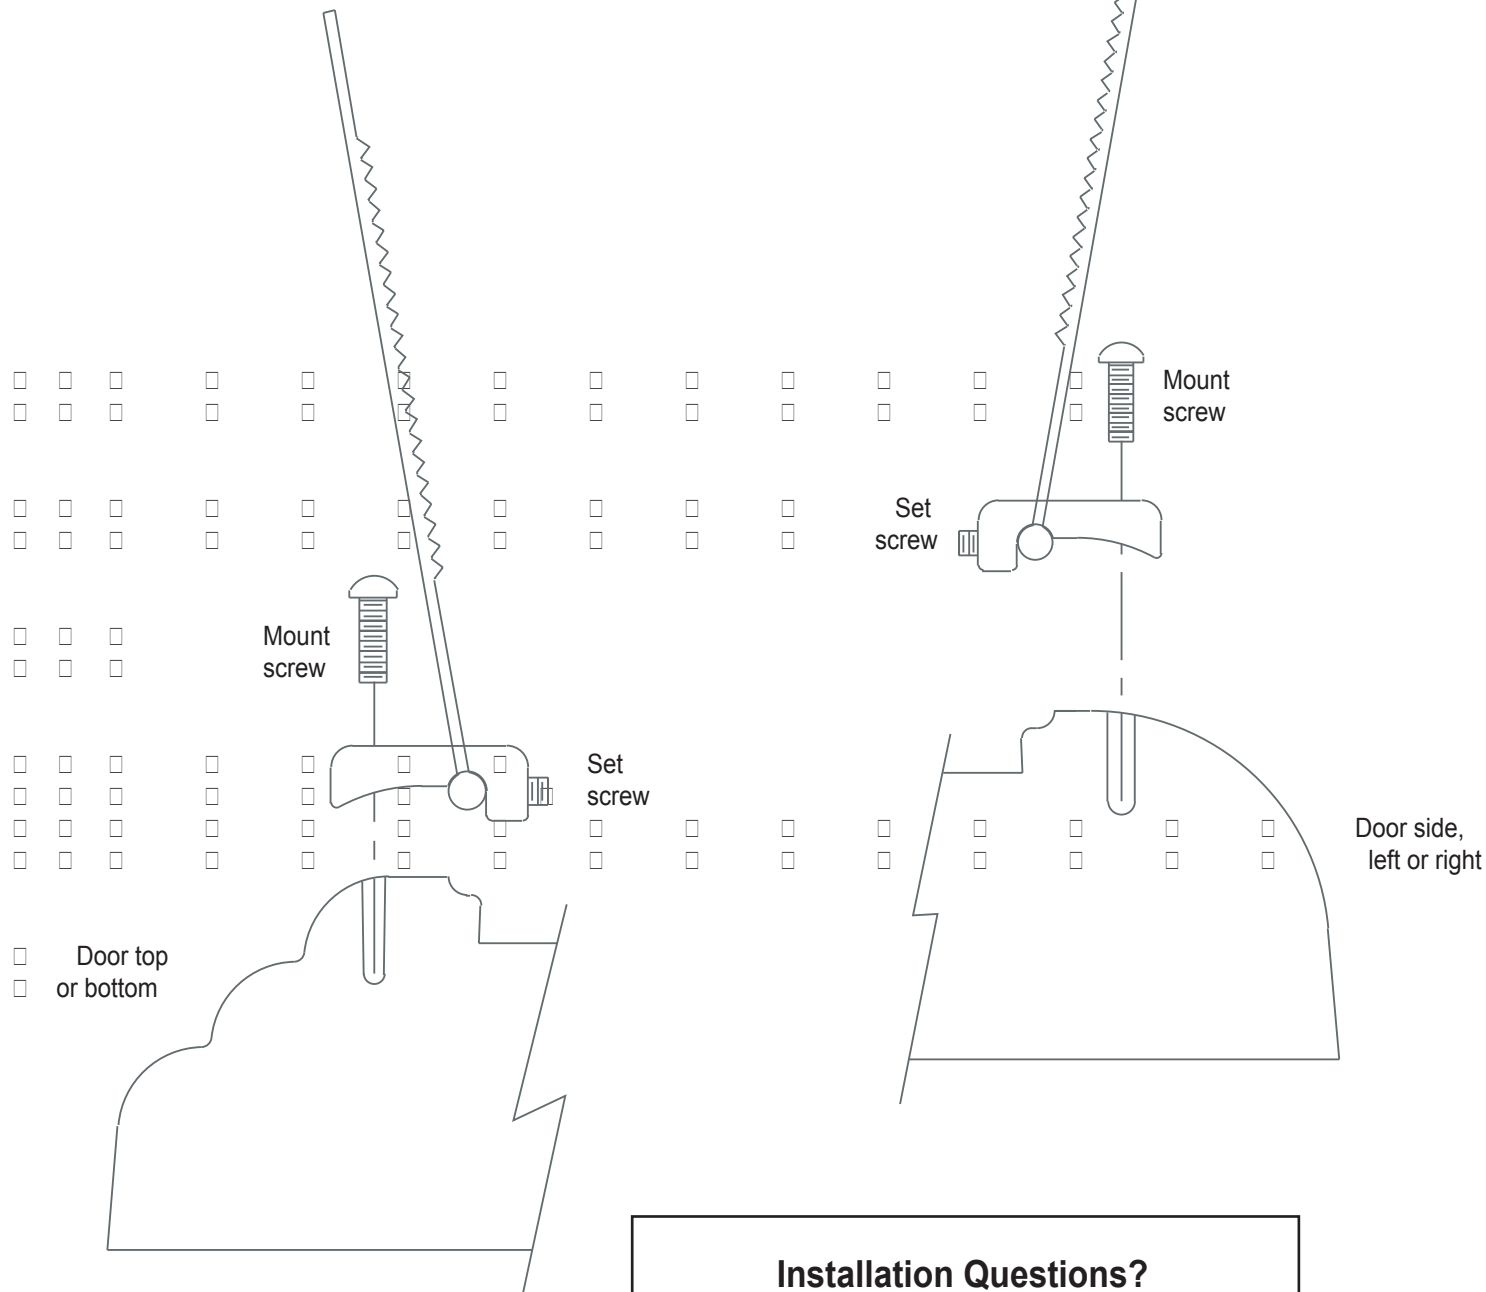 Mount
screw
Set
screw
Mount
screw
Set
screw
Door side,
left or right
Door top
or bottom
Installation Questions?